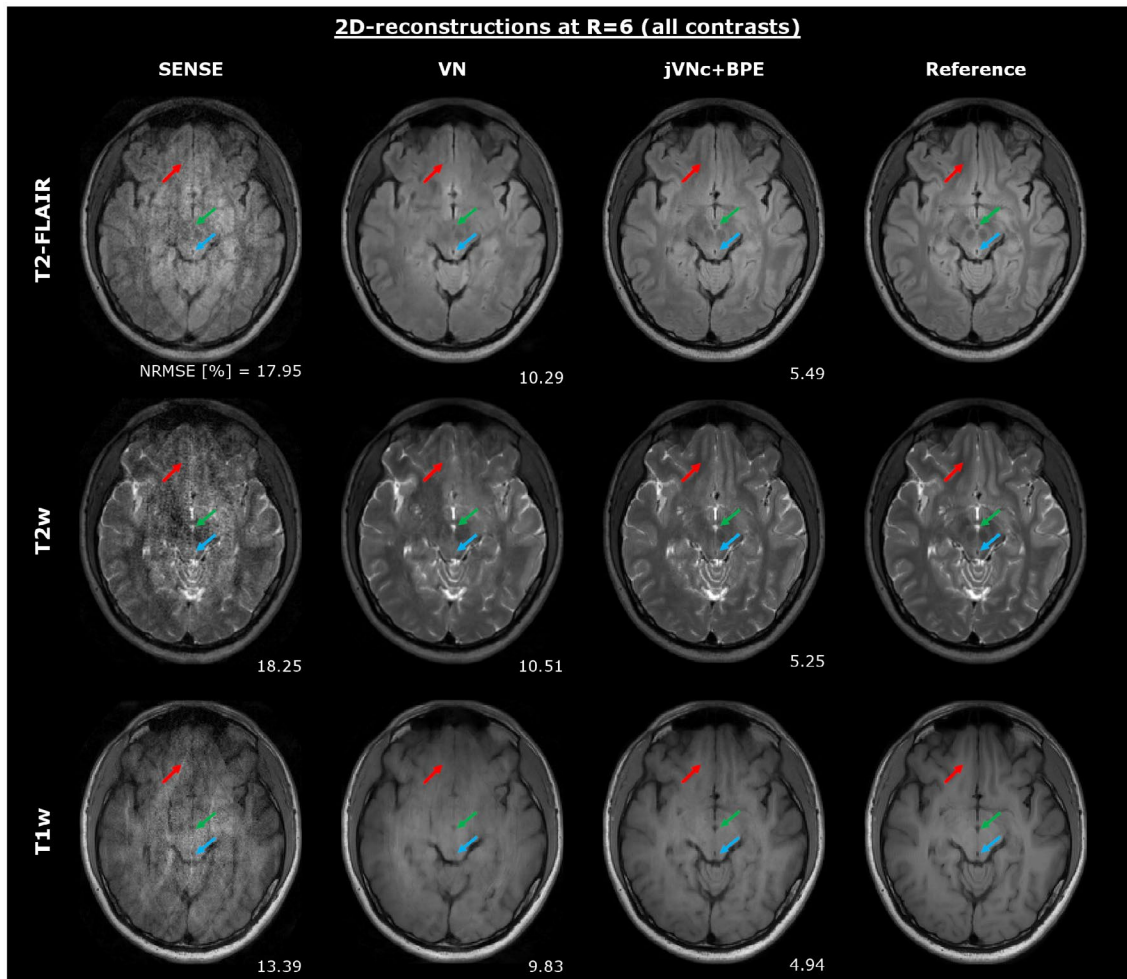 2D-reconstructions at R=6 (all contrasts)
SENSE VN jVNc+BPE Reference
T2-FLAIR
NRMSE [%] = 17.95 10.29 5.49
T2w
18.25 10.51 5.25
T1w
13.39 9.83 4.94